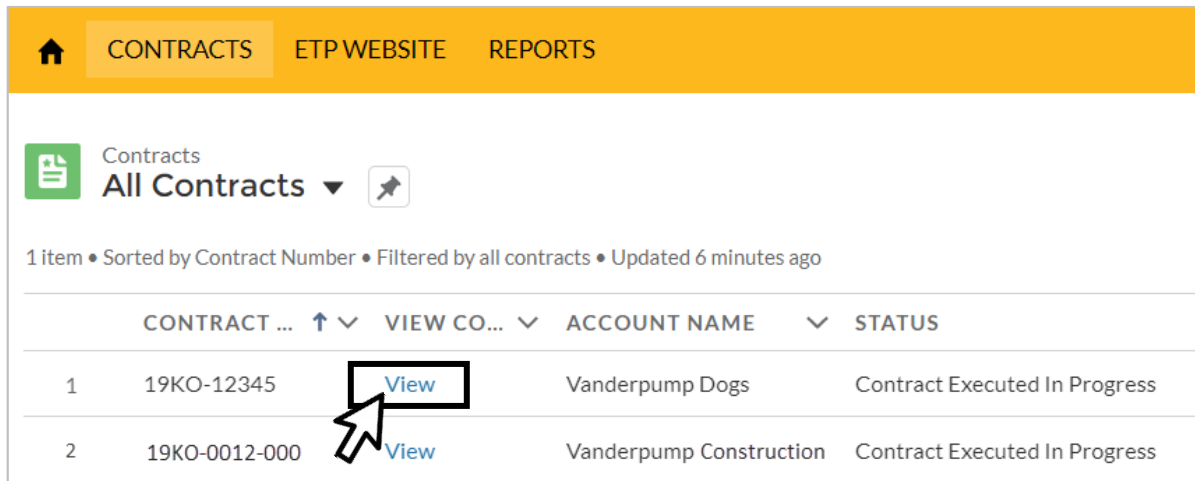 CONTRACTS ETP WEBSITE REPORTS
Contracts
All Contracts
1 item • Sorted by Contract Number • Filtered by all contracts • Updated 6 minutes ago
CONTRACT ... VIEW CO... ACCOUNT NAME STATUS
1 19KO-12345 View Vanderpump Dogs Contract Executed In Progress
2 19KO-0012-000 View Vanderpump Construction Contract Executed In Progress